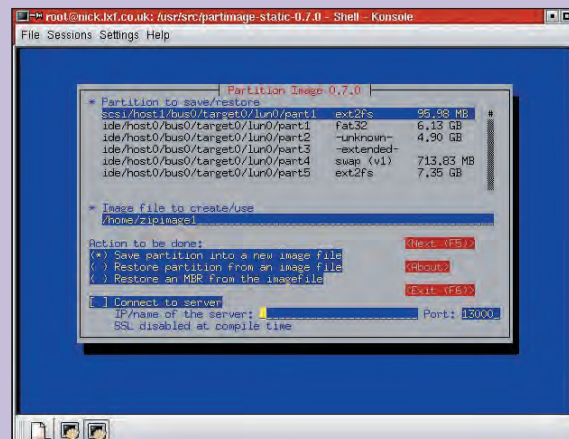 root@nick.lxf.co.uk: /usr/src/partimage-static-0.7.0 - Shell - Konsole
File Sessions Settings Help
Partition Image 0.7.0
* Partition to save/restore
scsi/host1/bus0/target0/lun0/part1 ext2fs 95.98 MB
ide/host0/bus0/target0/lun0/part1 fat32 6.13 GB
ide/host0/bus0/target0/lun0/part2 -unknown- 4.90 GB
ide/host0/bus0/target0/lun0/part3 -extended-
ide/host0/bus0/target0/lun0/part4 swap (v1) 713.83 MB
ide/host0/bus0/target0/lun0/part5 ext2fs 7.35 GB
* Image file to create/use
/home/zipimage1
Action to be done: <Next (F5)>
(*) Save partition into a new image file
( ) Restore partition from an image file <About>
( ) Restore an MBR from the imagefile
<Exit (F6)>
[ ] Connect to server
IP/name of the server: Port: 13000
SSL disabled at compile time